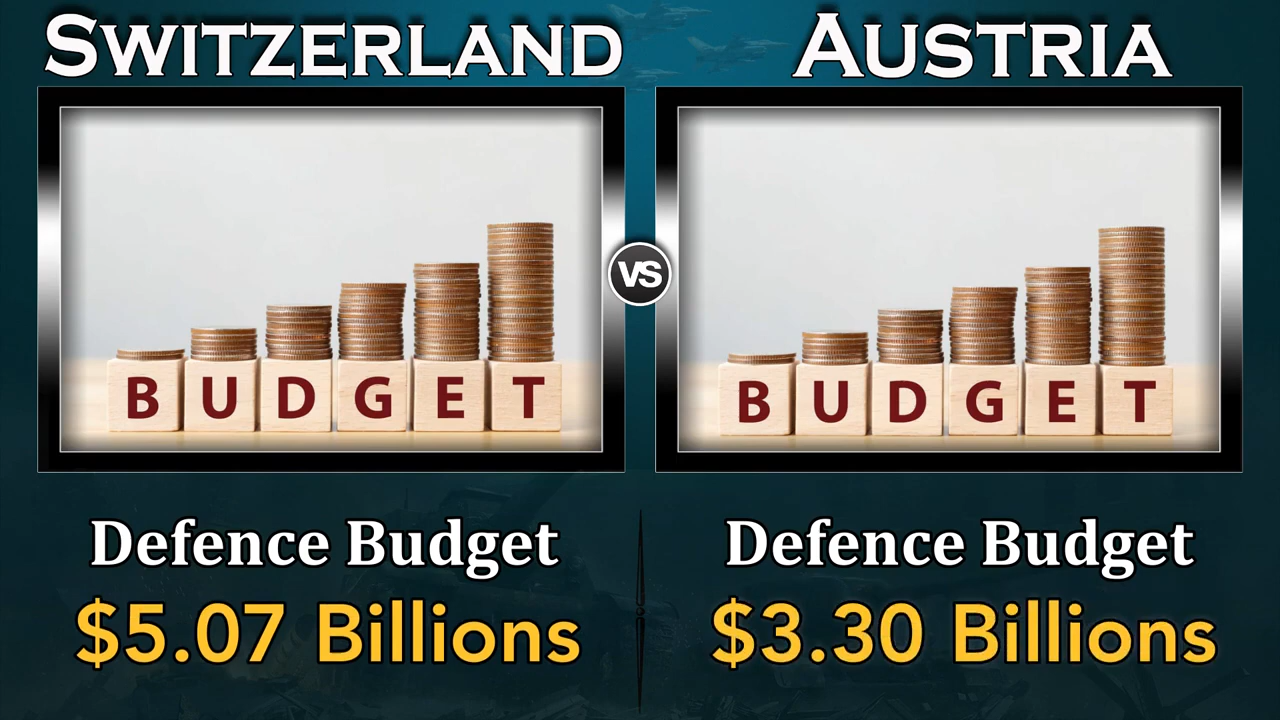 SWITZERLAND
AUSTRIA
VS
BUDGET
BUDGET
Defence Budget
$5.07 Billions
Defence Budget
$3.30 Billions